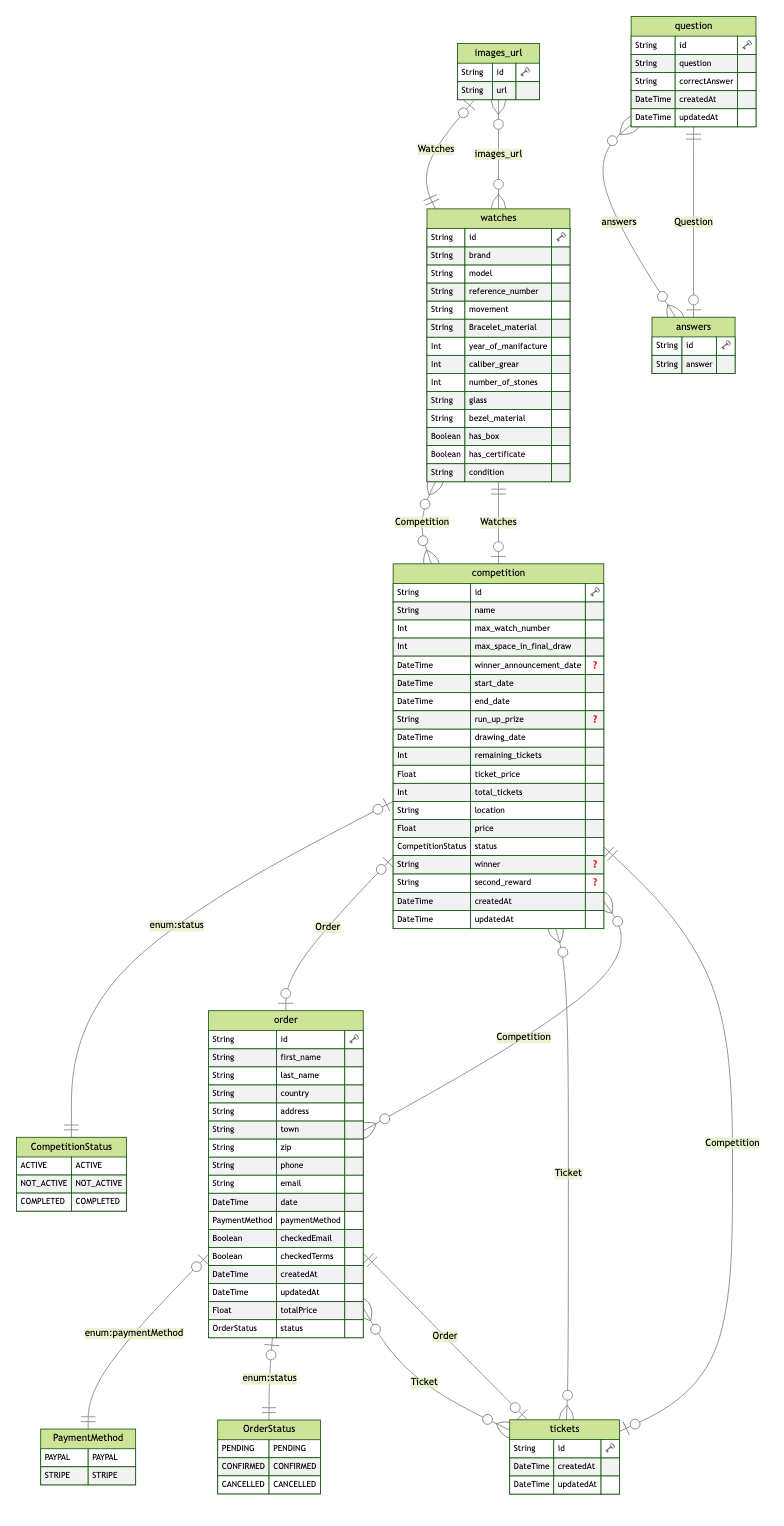 images_url
String id
String url
question
String id
String question
String correctAnswer
DateTime createdAt
DateTime updatedAt
Watches
images_url
answers
Question
watches
String id
String brand
String model
String reference_number
String movement
String Bracelet_material
Int year_of_manifacture
Int caliber_grear
Int number_of_stones
String glass
String bezel_material
Boolean has_box
Boolean has_certificate
String condition
answers
String id
String answer
Competition
Watches
competition
String id
String name
Int max_watch_number
Int max_space_in_final_draw
DateTime winner_announcement_date ?
DateTime start_date
DateTime end_date
String run_up_prize ?
DateTime drawing_date
Int remaining_tickets
Float ticket_price
Int total_tickets
String location
Float price
CompetitionStatus status
String winner ?
String second_reward ?
DateTime createdAt
DateTime updatedAt
enum:status
Order
Competition
order
String id
String first_name
String last_name
String country
String address
String town
String zip
String phone
String email
DateTime date
PaymentMethod paymentMethod
Boolean checkedEmail
Boolean checkedTerms
DateTime createdAt
DateTime updatedAt
Float totalPrice
OrderStatus status
CompetitionStatus
ACTIVE ACTIVE
NOT_ACTIVE NOT_ACTIVE
COMPLETED COMPLETED
Ticket
Competition
enum:paymentMethod
Order
enum:status
Ticket
PaymentMethod
PAYPAL PAYPAL
STRIPE STRIPE
OrderStatus
PENDING PENDING
CONFIRMED CONFIRMED
CANCELLED CANCELLED
tickets
String id
DateTime createdAt
DateTime updatedAt